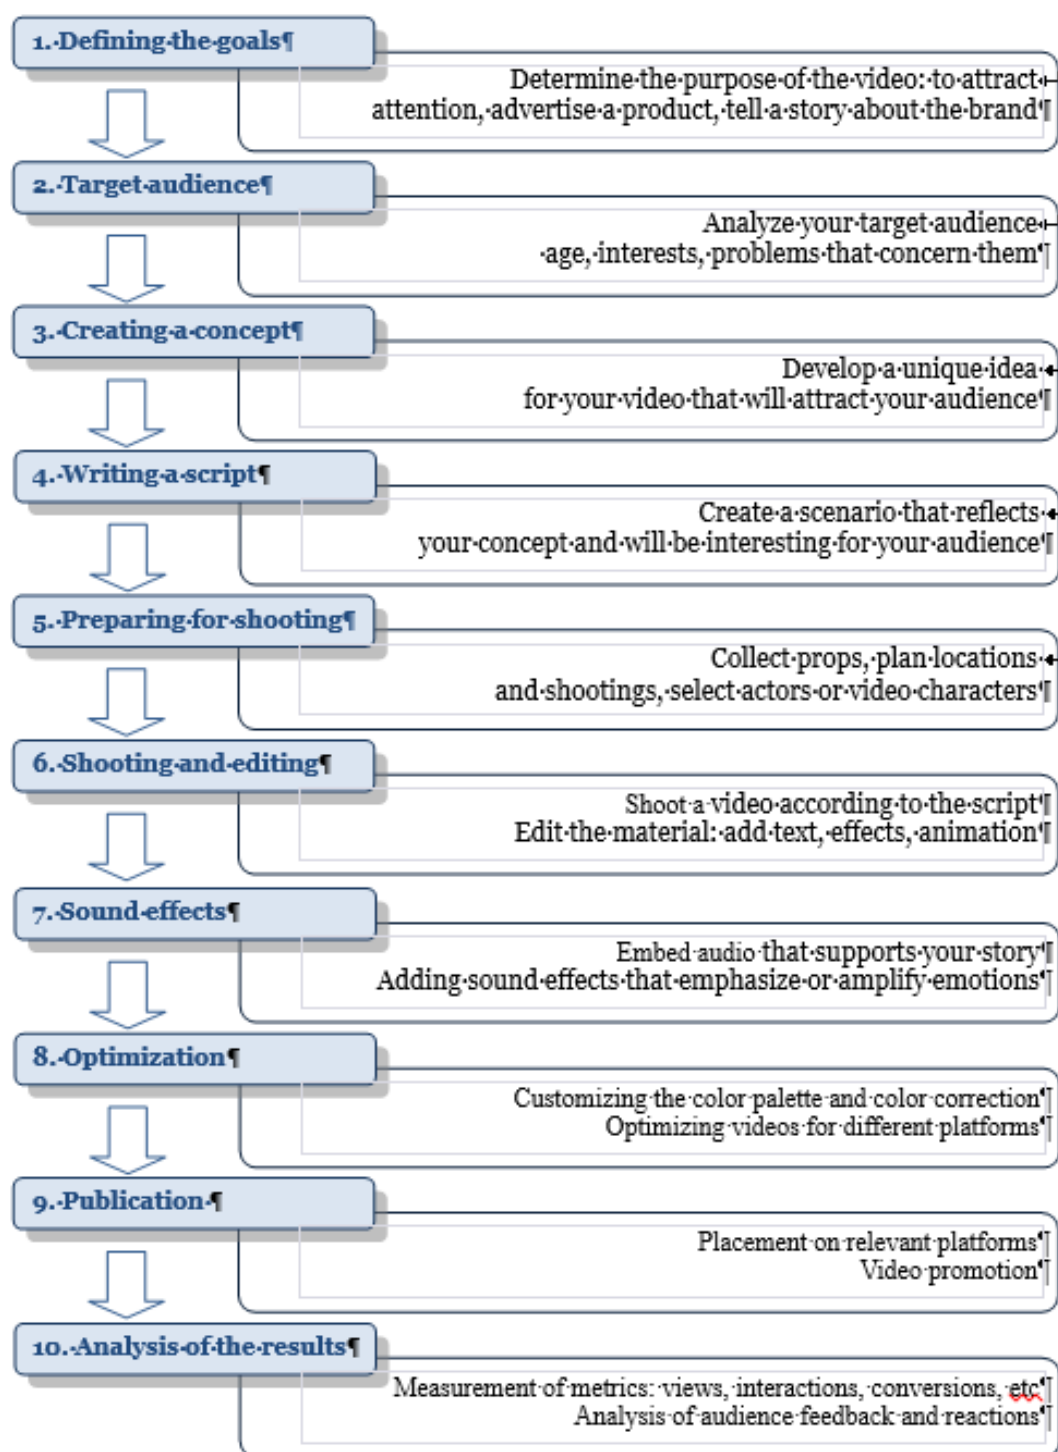 1. Defining the goals¶
Determine the purpose of the video: to attract
attention, advertise a product, tell a story about the brand¶
2. Target audience¶
Analyze your target audience
age, interests, problems that concern them¶
3. Creating a concept¶
Develop a unique idea
for your video that will attract your audience¶
4. Writing a script¶
Create a scenario that reflects
your concept and will be interesting for your audience¶
5. Preparing for shooting¶
Collect props, plan locations
and shootings, select actors or video characters¶
6. Shooting and editing¶
Shoot a video according to the script¶
Edit the material: add text, effects, animation¶
7. Sound effects¶
Embed audio that supports your story¶
Adding sound effects that emphasize or amplify emotions¶
8. Optimization¶
Customizing the color palette and color correction¶
Optimizing videos for different platforms¶
9. Publication ¶
Placement on relevant platforms¶
Video promotion¶
10. Analysis of the results¶
Measurement of metrics: views, interactions, conversions, etc¶
Analysis of audience feedback and reactions¶